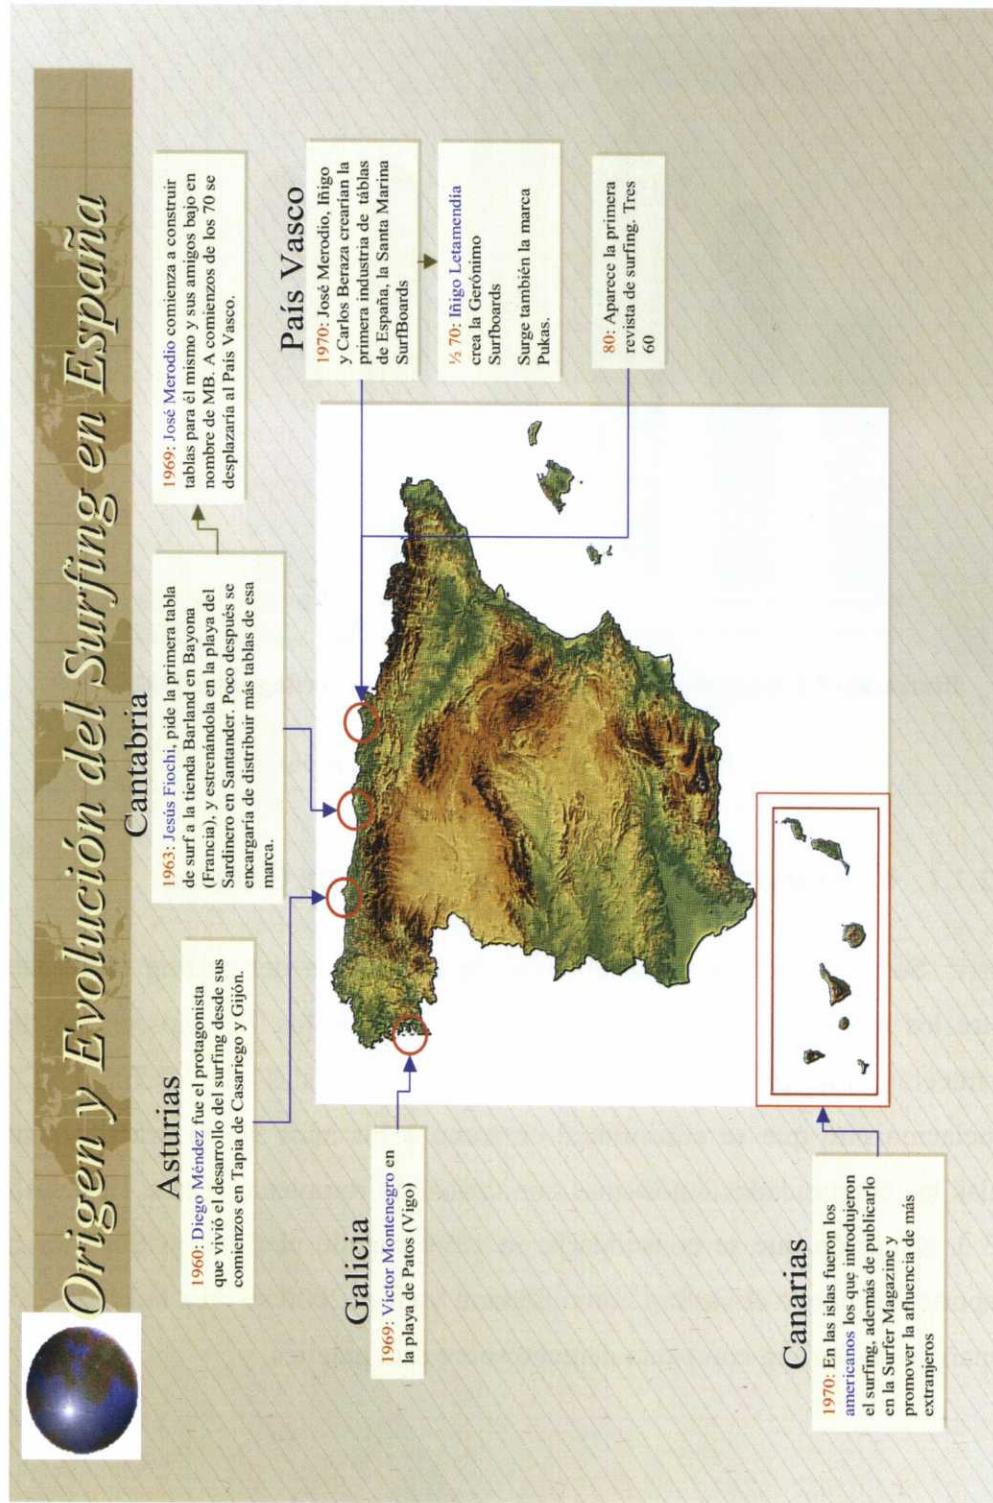 Origen y Evolución del Surfing en España
Asturias
1960: Diego Méndez fue el protagonista
que vivió el desarrollo del surfing desde sus
comienzos en Tapia de Casariego y Gijón.
Cantabria
1963: Jesús Fiochi, pide la primera tabla
de surf a la tienda Barland en Bayona
(Francia), y estrenándola en la playa del
Sardinero en Santander. Poco después se
encargaría de distribuir más tablas de esa
marca.
1969: José Merodio comienza a construir
tablas para él mismo y sus amigos bajo en
nombre de MB. A comienzos de los 70 se
desplazaría al País Vasco.
País Vasco
1970: José Merodio, Iñigo
y Carlos Beraza crearían la
primera industria de táblas
de España, la Santa Marina
SurfBoards
½ 70: Iñigo Letamendía
crea la Gerónimo
Surfboards
Surge también la marca
Pukas.
80: Aparece la primera
revista de surfing. Tres
60
Galicia
1969: Víctor Montenegro en
la playa de Patos (Vigo)
Canarias
1970: En las islas fueron los
americanos los que introdujeron
el surfing, además de publicarlo
en la Surfer Magazine y
promover la afluencia de más
extranjeros